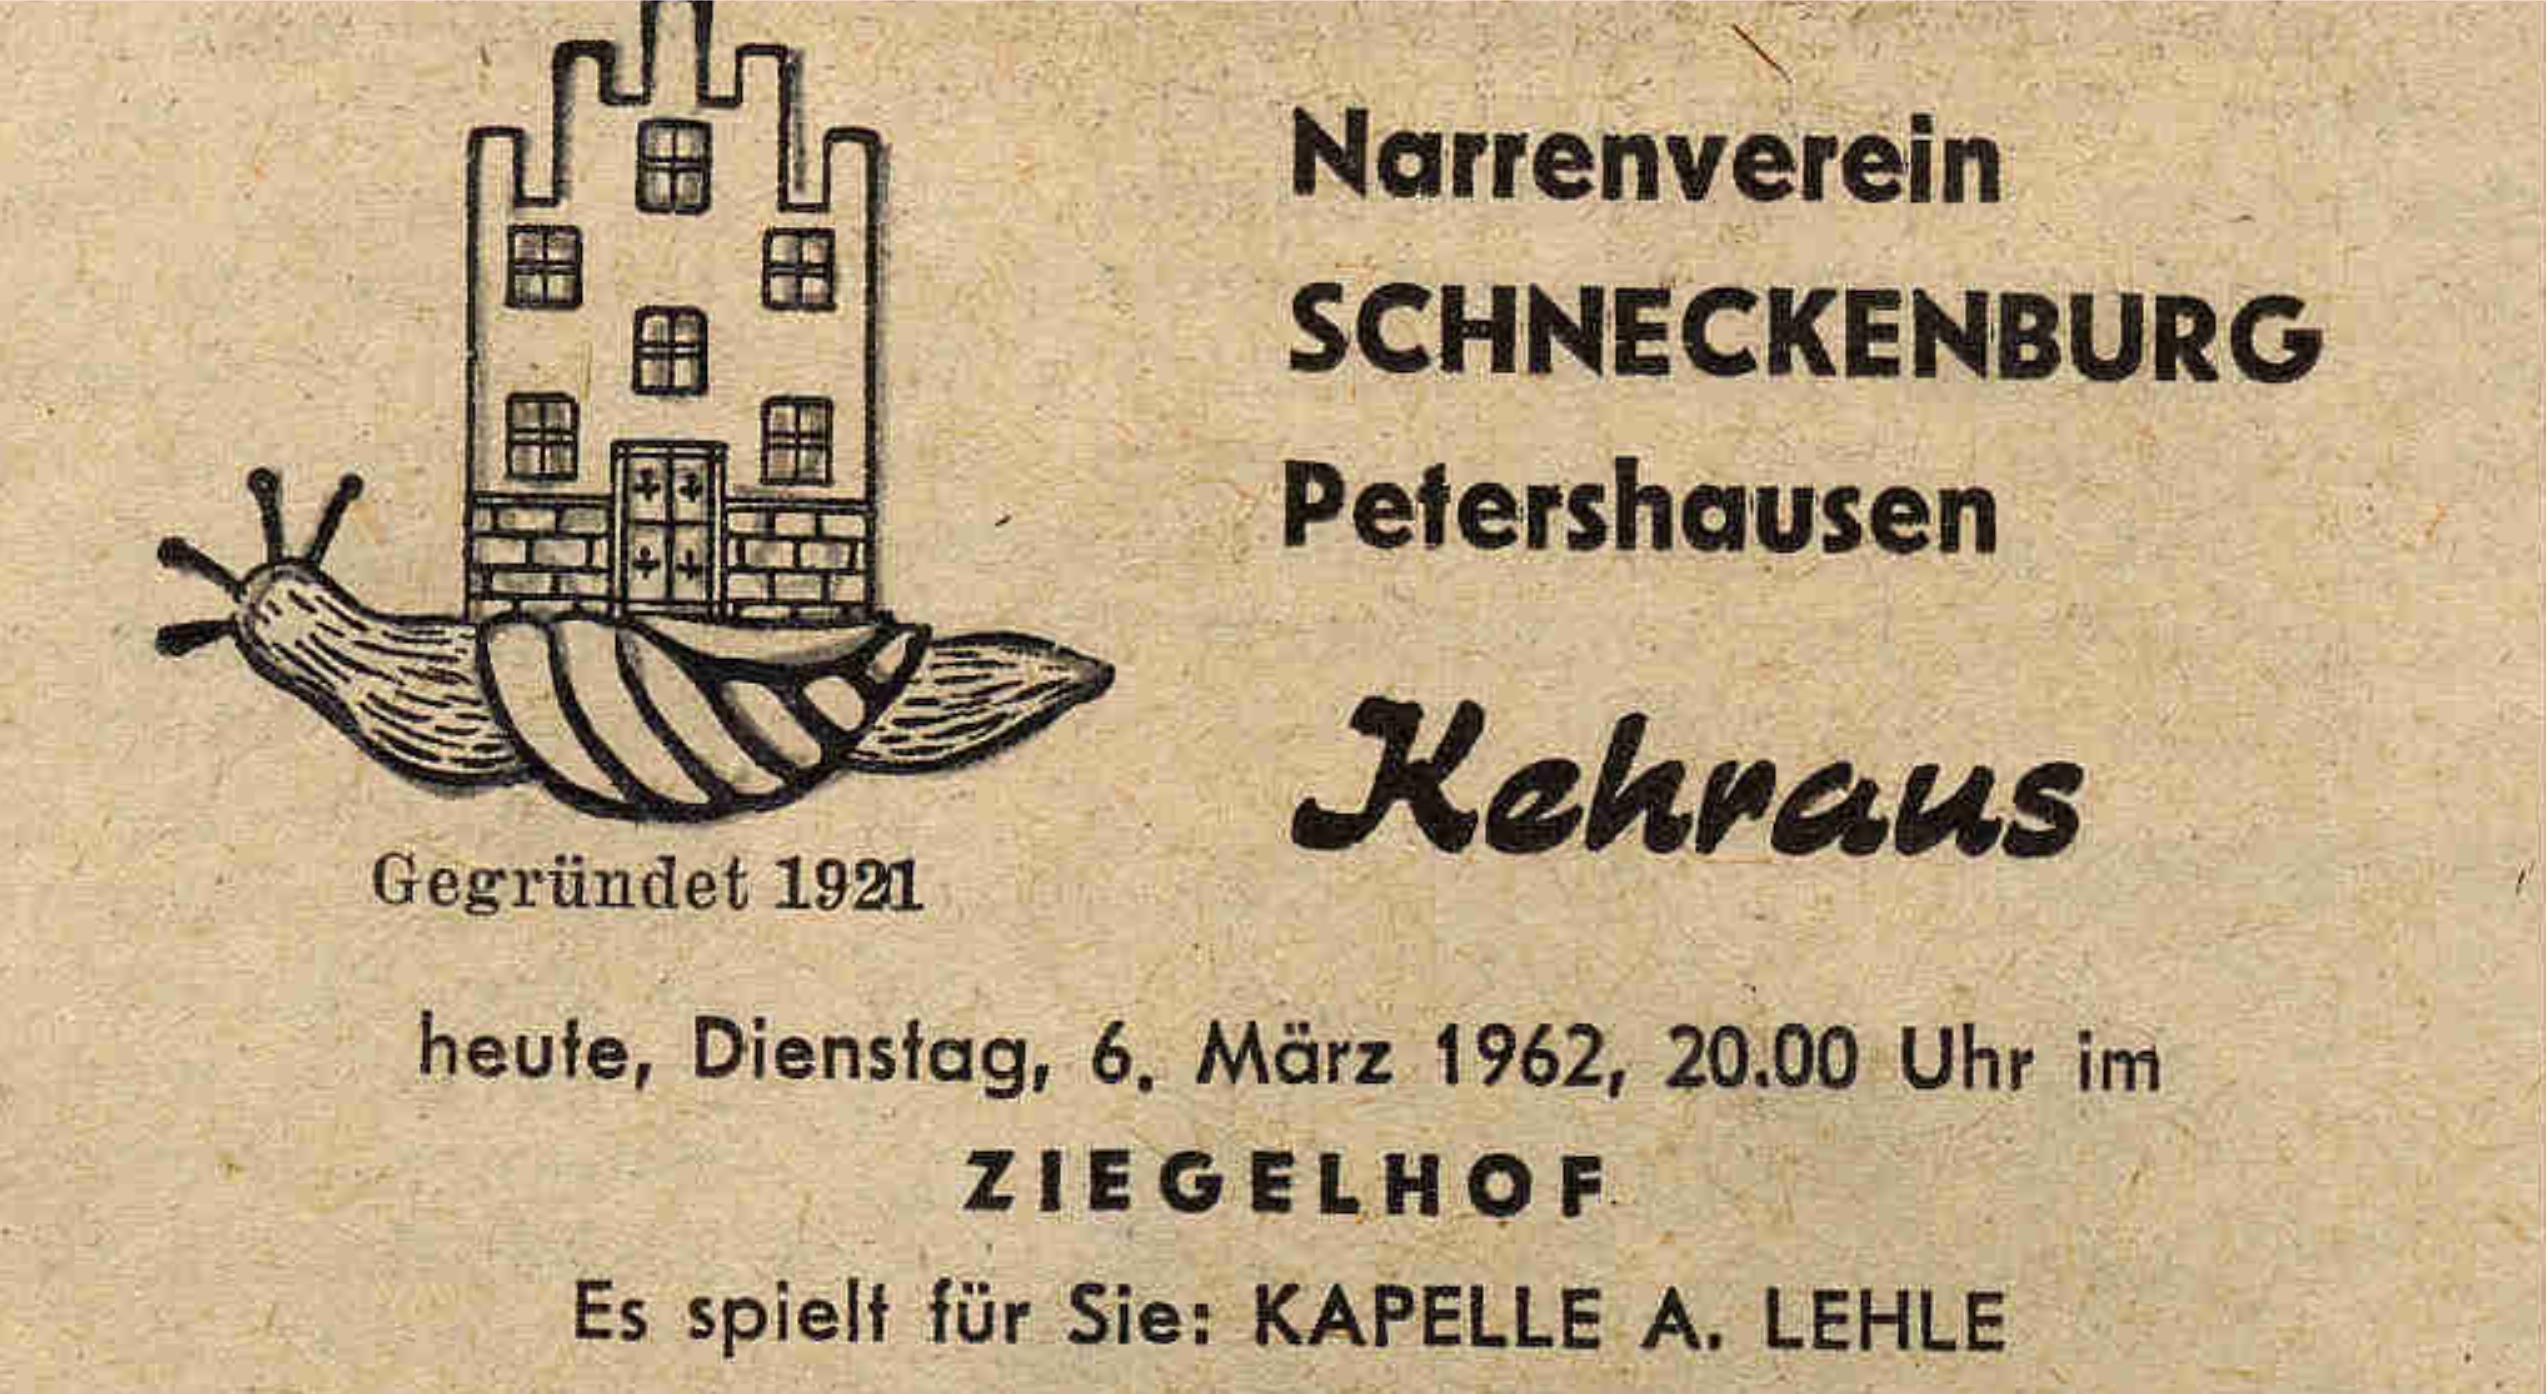 Narrenverein
SCHNECKENBURG
Petershausen
Kehraus
Gegründet 1921
heute, Dienstag, 6. März 1962, 20.00 Uhr im
ZIEGELHOF
Es spielt für Sie: KAPELLE A. LEHLE